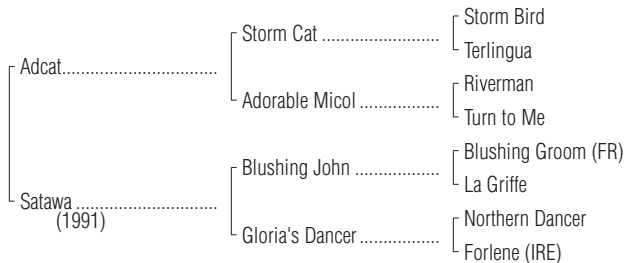 Storm Bird
Storm Cat ........................
Terlingua
Adcat................................
Riverman
Adorable Micol .................
Turn to Me
Blushing Groom (FR)
Blushing John .................
La Griffe
Satawa .............................
(1991)
Northern Dancer
Gloria's Dancer.................
Forlene (IRE)